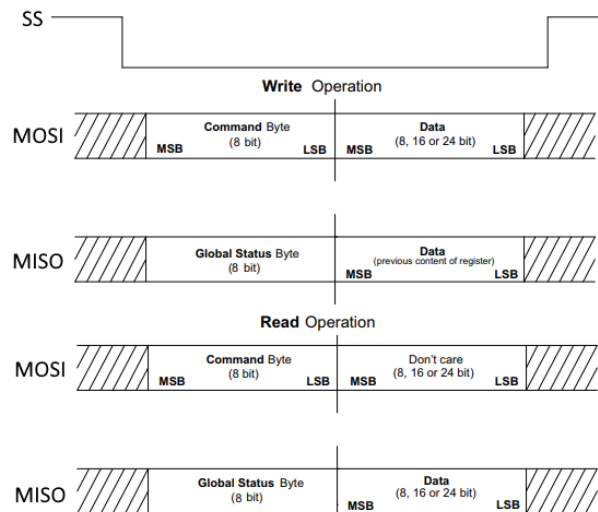 SS
Write Operation
MOSI
Command Byte
(8 bit)
MSB
LSB
Data
(8, 16 or 24 bit)
MSB
LSB
MISO
Global Status Byte
(8 bit)
Data
(previous content of register)
MSB
LSB
Read Operation
MOSI
Command Byte
(8 bit)
MSB
LSB
Don't care
(8, 16 or 24 bit)
MSB
LSB
MISO
Global Status Byte
(8 bit)
Data
(8, 16 or 24 bit)
MSB
LSB